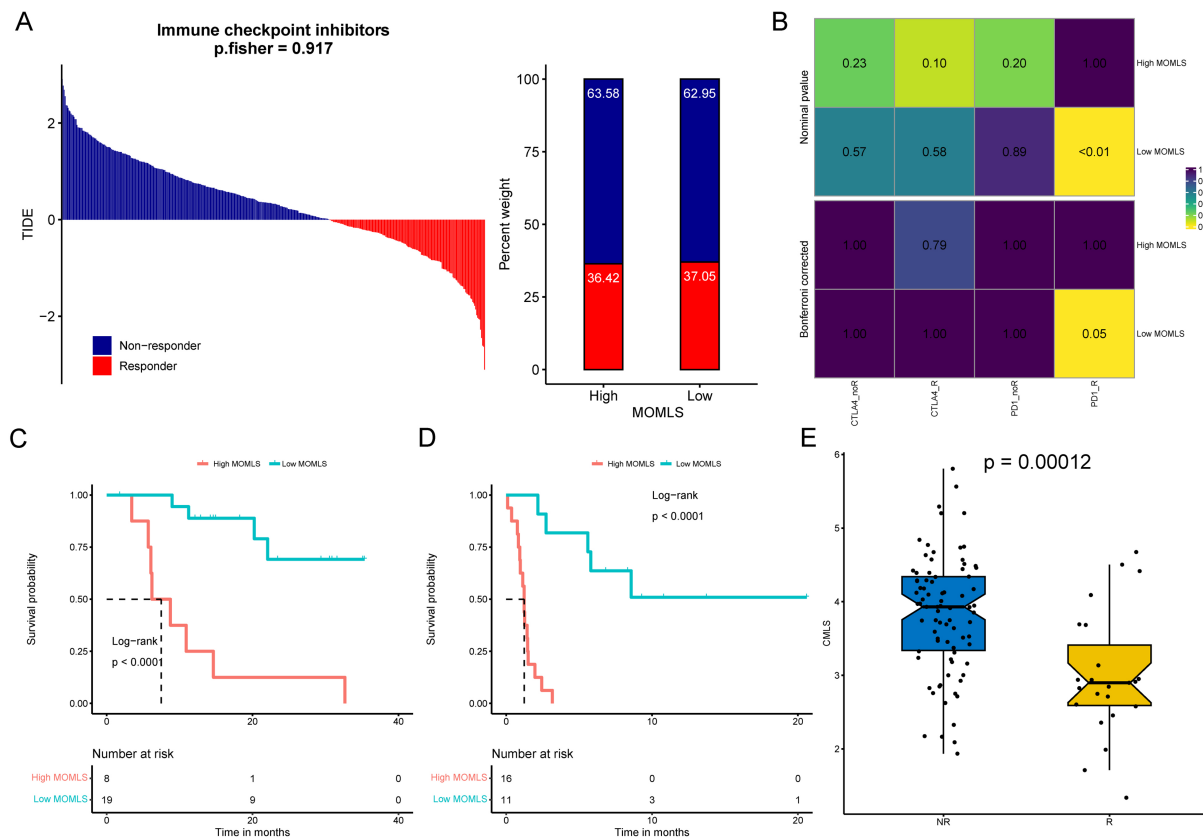 A
Immune checkpoint inhibitors
p.fisher = 0.917
TIDE
2
0
−2
Non−responder
Responder
Percent weight
100
75
50
25
0
63.58
62.95
36.42
37.05
High
Low
MOMLS
B
Nominal pvalue
0.23
0.10
0.20
1.00
High MOMLS
0.57
0.58
0.89
<0.01
Low MOMLS
Bonferroni corrected
1.00
0.79
1.00
1.00
High MOMLS
1.00
1.00
1.00
0.05
Low MOMLS
CTLA4_noR
CTLA4_R
PD1_noR
PD1_R
C
High MOMLS
Low MOMLS
Survival probability
1.00
0.75
0.50
0.25
0.00
Log−rank
p < 0.0001
0
20
40
Number at risk
High MOMLS
8
1
0
Low MOMLS
19
9
0
0
20
40
Time in months
D
High MOMLS
Low MOMLS
Survival probability
1.00
0.75
0.50
0.25
0.00
Log−rank
p < 0.0001
0
10
20
Number at risk
High MOMLS
16
0
0
Low MOMLS
11
3
1
0
10
20
Time in months
E
p = 0.00012
CMLS
6
5
4
3
2
NR
R